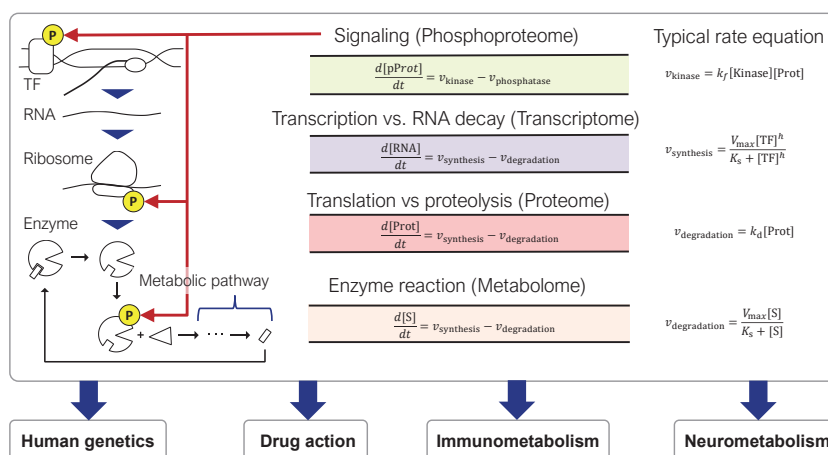 P
Signaling (Phosphoproteome)
Typical rate equation
TF
d[pProt]/dt = v_kinase − v_phosphatase
v_kinase = k_f[Kinase][Prot]
RNA
Transcription vs. RNA decay (Transcriptome)
d[RNA]/dt = v_synthesis − v_degradation
v_synthesis = V_max[TF]^h / K_s + [TF]^h
Ribosome
P
Translation vs proteolysis (Proteome)
Enzyme
d[Prot]/dt = v_synthesis − v_degradation
v_degradation = k_d[Prot]
Metabolic pathway
Enzyme reaction (Metabolome)
P
+
...
d[S]/dt = v_synthesis − v_degradation
v_degradation = V_max[S] / K_s + [S]
Human genetics
Drug action
Immunometabolism
Neurometabolism